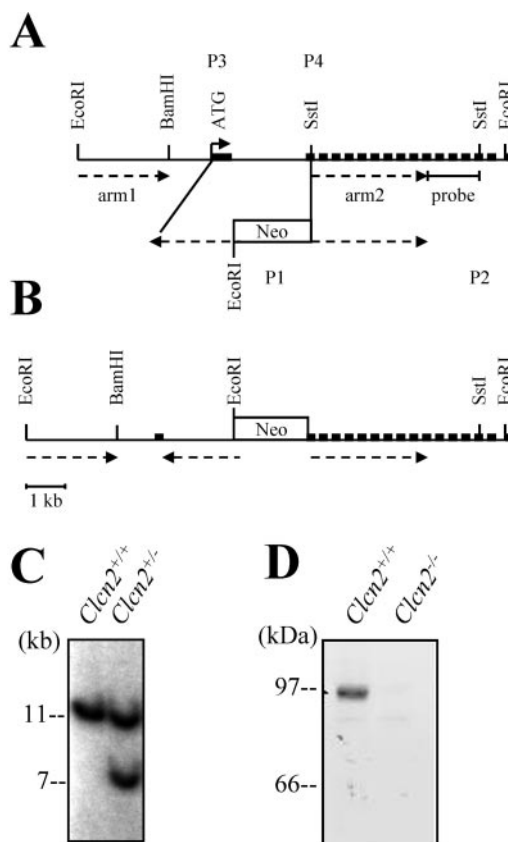 A
P3 P4
EcoRI BamHI ATG SstI SstI EcoRI
arm1 arm2 probe
Neo
EcoRI P1 P2
B
EcoRI BamHI EcoRI SstI EcoRI
Neo
1 kb
C
Clcn2+/+ Clcn2+/-
(kb)
11--
7--
D
Clcn2+/+ Clcn2-/-
(kDa)
97--
66--